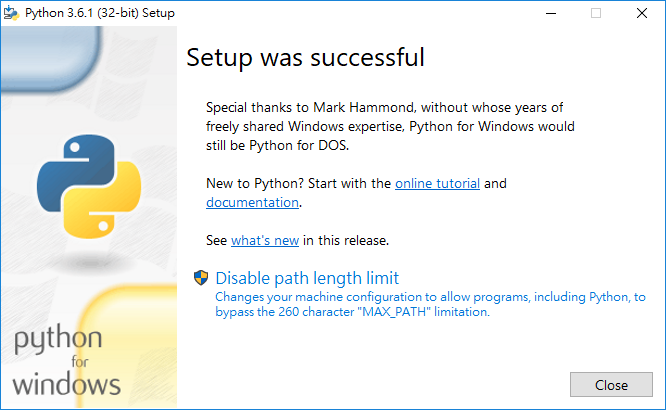 Python 3.6.1 (32-bit) Setup
Setup was successful
Special thanks to Mark Hammond, without whose years of
freely shared Windows expertise, Python for Windows would
still be Python for DOS.
New to Python? Start with the online tutorial and
documentation.
See what's new in this release.
Disable path length limit
Changes your machine configuration to allow programs, including Python, to
bypass the 260 character "MAX_PATH" limitation.
python
for
windows
Close